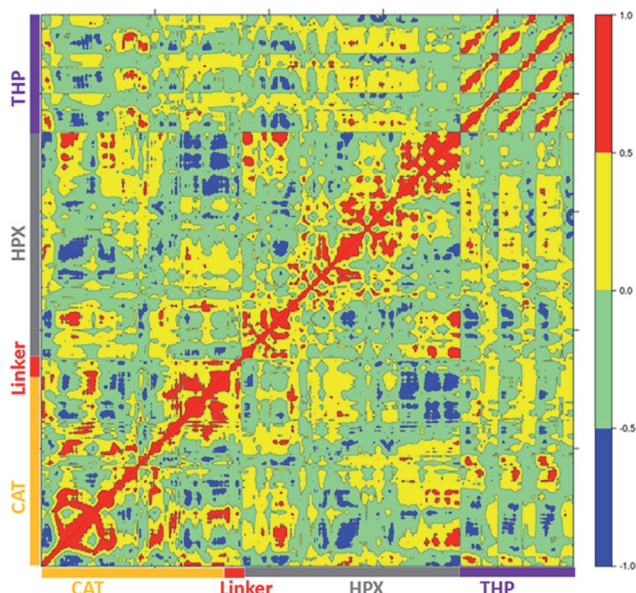 1.0
THP
0.5
HPX
0.0
Linker
-0.5
CAT
-1.0
CAT Linker HPX THP